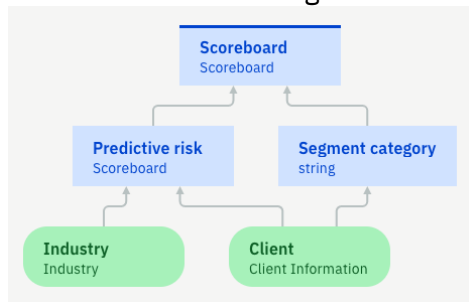 Scoreboard
Scoreboard
Predictive risk
Scoreboard
Segment category
string
Industry
Industry
Client
Client Information